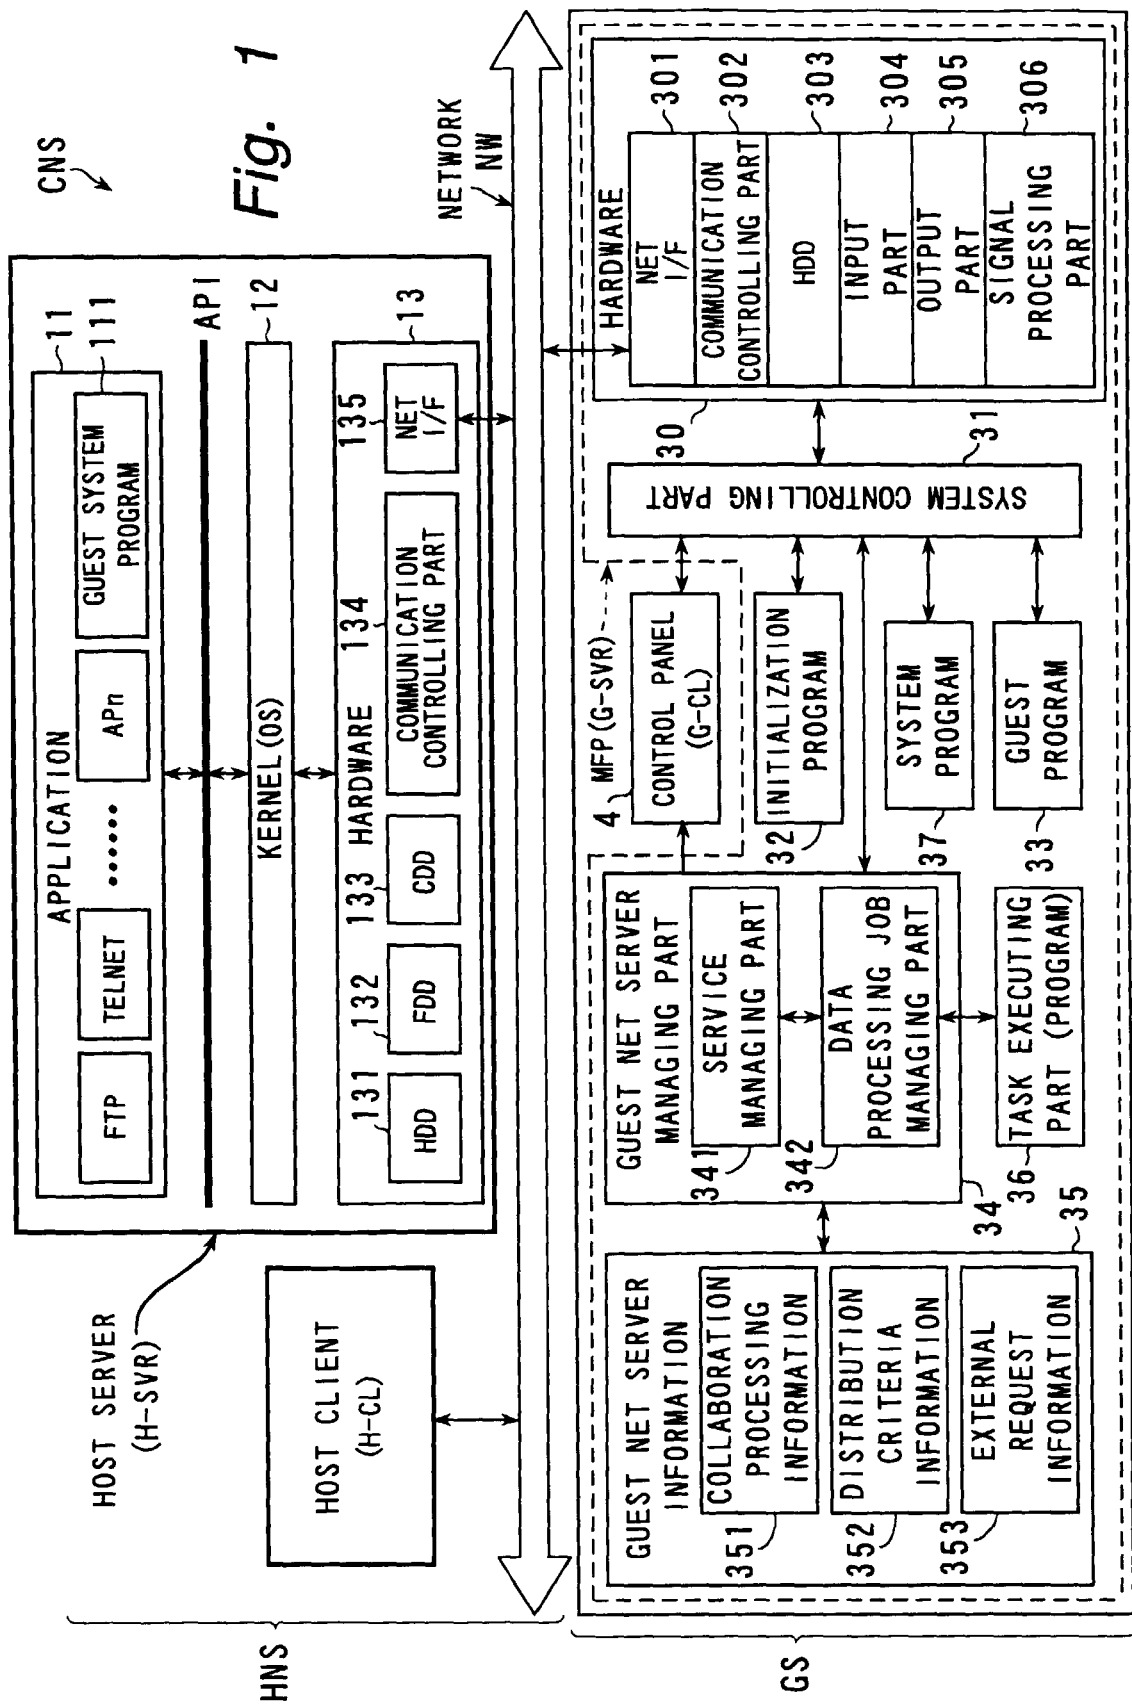 CNS
Fig. 1
HOST SERVER
(H-SVR)
11
APPLICATION
FTP
TELNET
APn
GUEST SYSTEM
PROGRAM
111
API
KERNEL(OS)
12
HARDWARE
13
131
HDD
132
FDD
133
CDD
134
COMMUNICATION
CONTROLLING PART
135
NET
I/F
HOST CLIENT
(H-CL)
NETWORK
NW
HNS
GS
GUEST NET SERVER
INFORMATION
35
COLLABORATION
PROCESSING
INFORMATION
351
DISTRIBUTION
CRITERIA
INFORMATION
352
EXTERNAL
REQUEST
INFORMATION
353
GUEST NET SERVER
MANAGING PART
34
SERVICE
MANAGING PART
341
DATA
PROCESSING JOB
MANAGING PART
342
TASK EXECUTING
PART (PROGRAM)
36
MFP(G-SVR)
4
CONTROL PANEL
(G-CL)
32
INITIALIZATION
PROGRAM
SYSTEM
PROGRAM
37
GUEST
PROGRAM
33
SYSTEM CONTROLLING PART
31
30
HARDWARE
NET
I/F
301
COMMUNICATION
CONTROLLING PART
302
HDD
303
INPUT
PART
304
OUTPUT
PART
305
SIGNAL
PROCESSING
PART
306